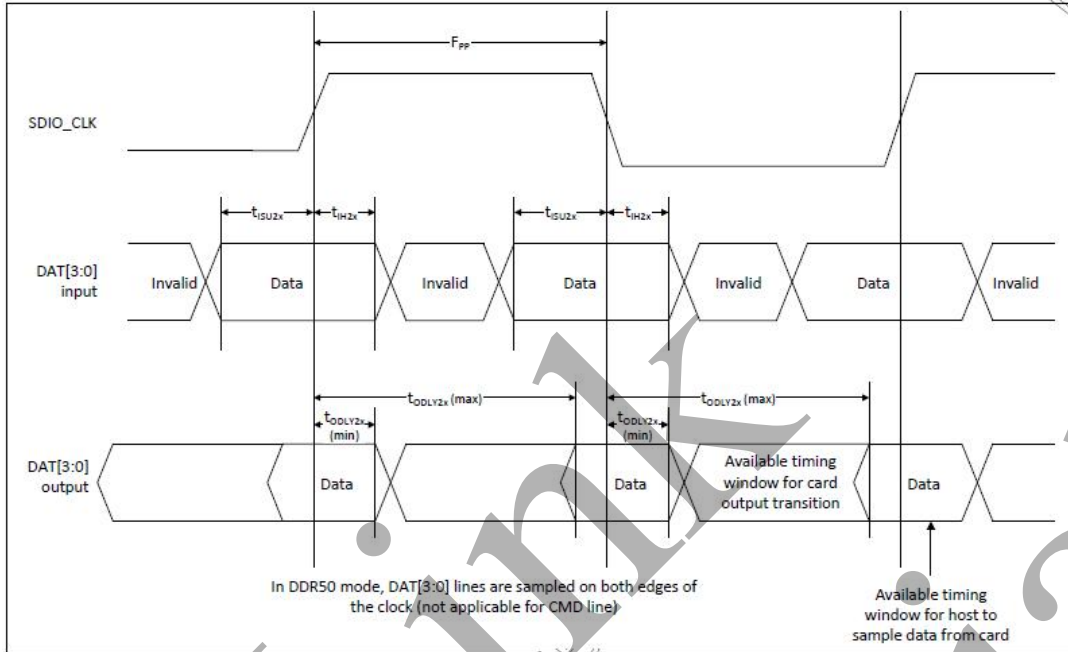 F_PP
SDIO_CLK
t_ISU2x
t_IH2x
t_ISU2x
t_IH2x
DAT[3:0]
input
Invalid
Data
Invalid
Data
Invalid
Data
Invalid
t_ODLY2x (max)
t_ODLY2x (max)
t_ODLY2x
(min)
t_ODLY2x
(min)
DAT[3:0]
output
Data
Data
Available timing
window for card
output transition
Data
In DDR50 mode, DAT[3:0] lines are sampled on both edges of
the clock (not applicable for CMD line)
Available timing
window for host to
sample data from card